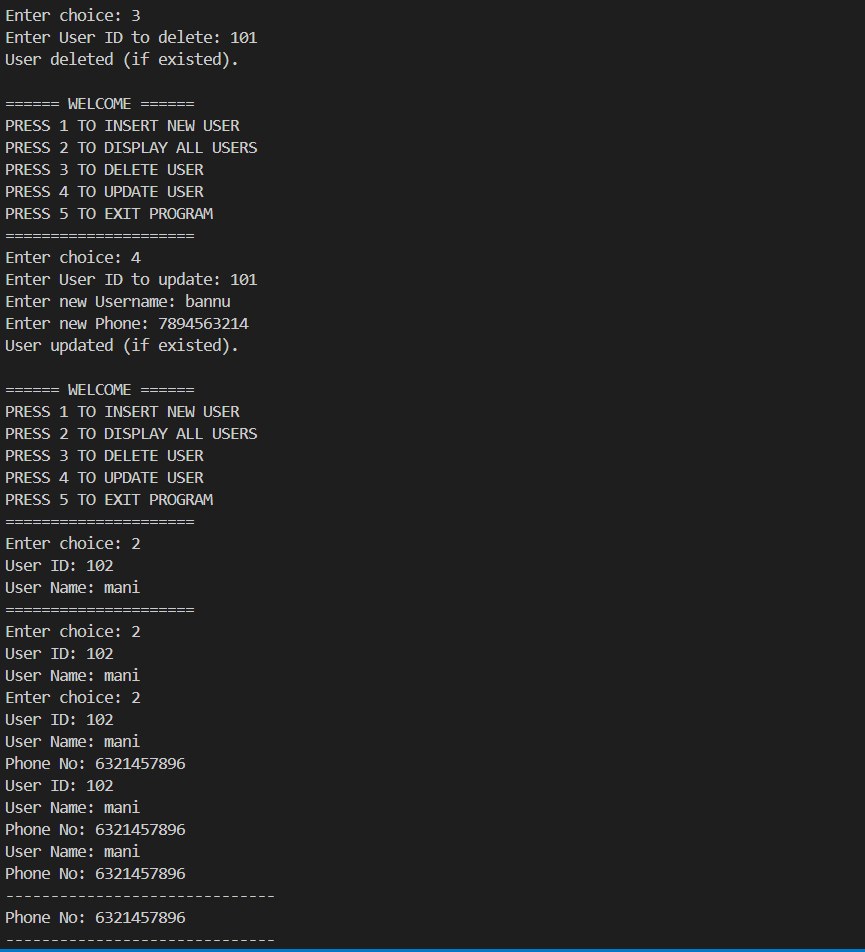 Enter choice: 3
Enter User ID to delete: 101
User deleted (if existed).
====== WELCOME ======
PRESS 1 TO INSERT NEW USER
PRESS 2 TO DISPLAY ALL USERS
PRESS 3 TO DELETE USER
PRESS 4 TO UPDATE USER
PRESS 5 TO EXIT PROGRAM
=====================
Enter choice: 4
Enter User ID to update: 101
Enter new Username: bannu
Enter new Phone: 7894563214
User updated (if existed).
====== WELCOME ======
PRESS 1 TO INSERT NEW USER
PRESS 2 TO DISPLAY ALL USERS
PRESS 3 TO DELETE USER
PRESS 4 TO UPDATE USER
PRESS 5 TO EXIT PROGRAM
=====================
Enter choice: 2
User ID: 102
User Name: mani
=====================
Enter choice: 2
User ID: 102
User Name: mani
Enter choice: 2
User ID: 102
User Name: mani
Phone No: 6321457896
User ID: 102
User Name: mani
Phone No: 6321457896
User Name: mani
Phone No: 6321457896
------------------------------
Phone No: 6321457896
------------------------------